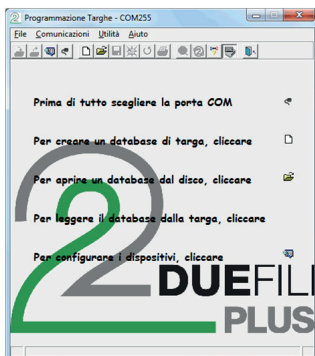 Programmazione Targhe - COM255
File Comunicazioni Utilità Aiuto
Prima di tutto scegliere la porta COM
Per creare un database di targa, cliccare
Per aprire un database dal disco, cliccare
Per leggere il database dalla targa, cliccare
Per configurare i dispositivi, cliccare
2
DUEFILI
PLUS